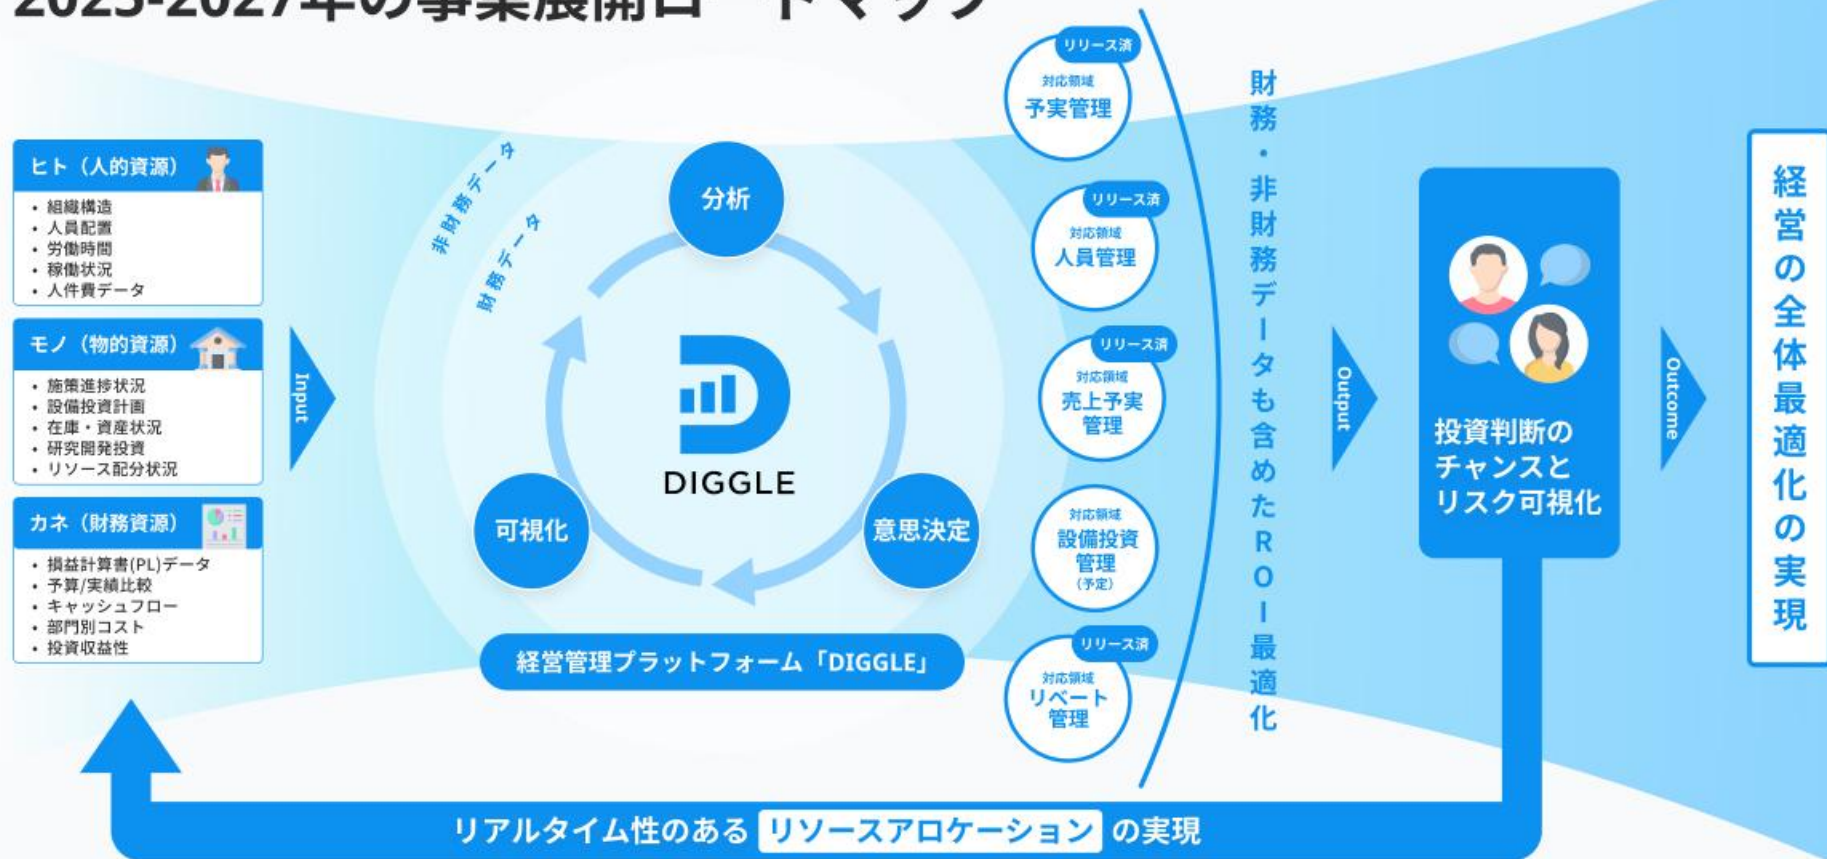 2025-2027年の事業展開ロードマップ
ヒト（人的資源）
・組織構造
・人員配置
・労働時間
・稼働状況
・人件費データ
モノ（物的資源）
・施策進捗状況
・設備投資計画
・在庫・資産状況
・研究開発投資
・リソース配分状況
カネ（財務資源）
・損益計算書(PL)データ
・予算/実績比較
・キャッシュフロー
・部門別コスト
・投資収益性
Input
非財務データ
財務データ
分析
可視化
意思決定
DIGGLE
経営管理プラットフォーム「DIGGLE」
リリース済
対応領域
予実管理
リリース済
対応領域
人員管理
リリース済
対応領域
売上予実
管理
対応領域
設備投資
管理
（予定）
リリース済
対応領域
リベート
管理
財務・非財務データも含めたROI最適化
Output
投資判断の
チャンスと
リスク可視化
Outcome
経営の全体最適化の実現
リアルタイム性のある リソースアロケーション の実現